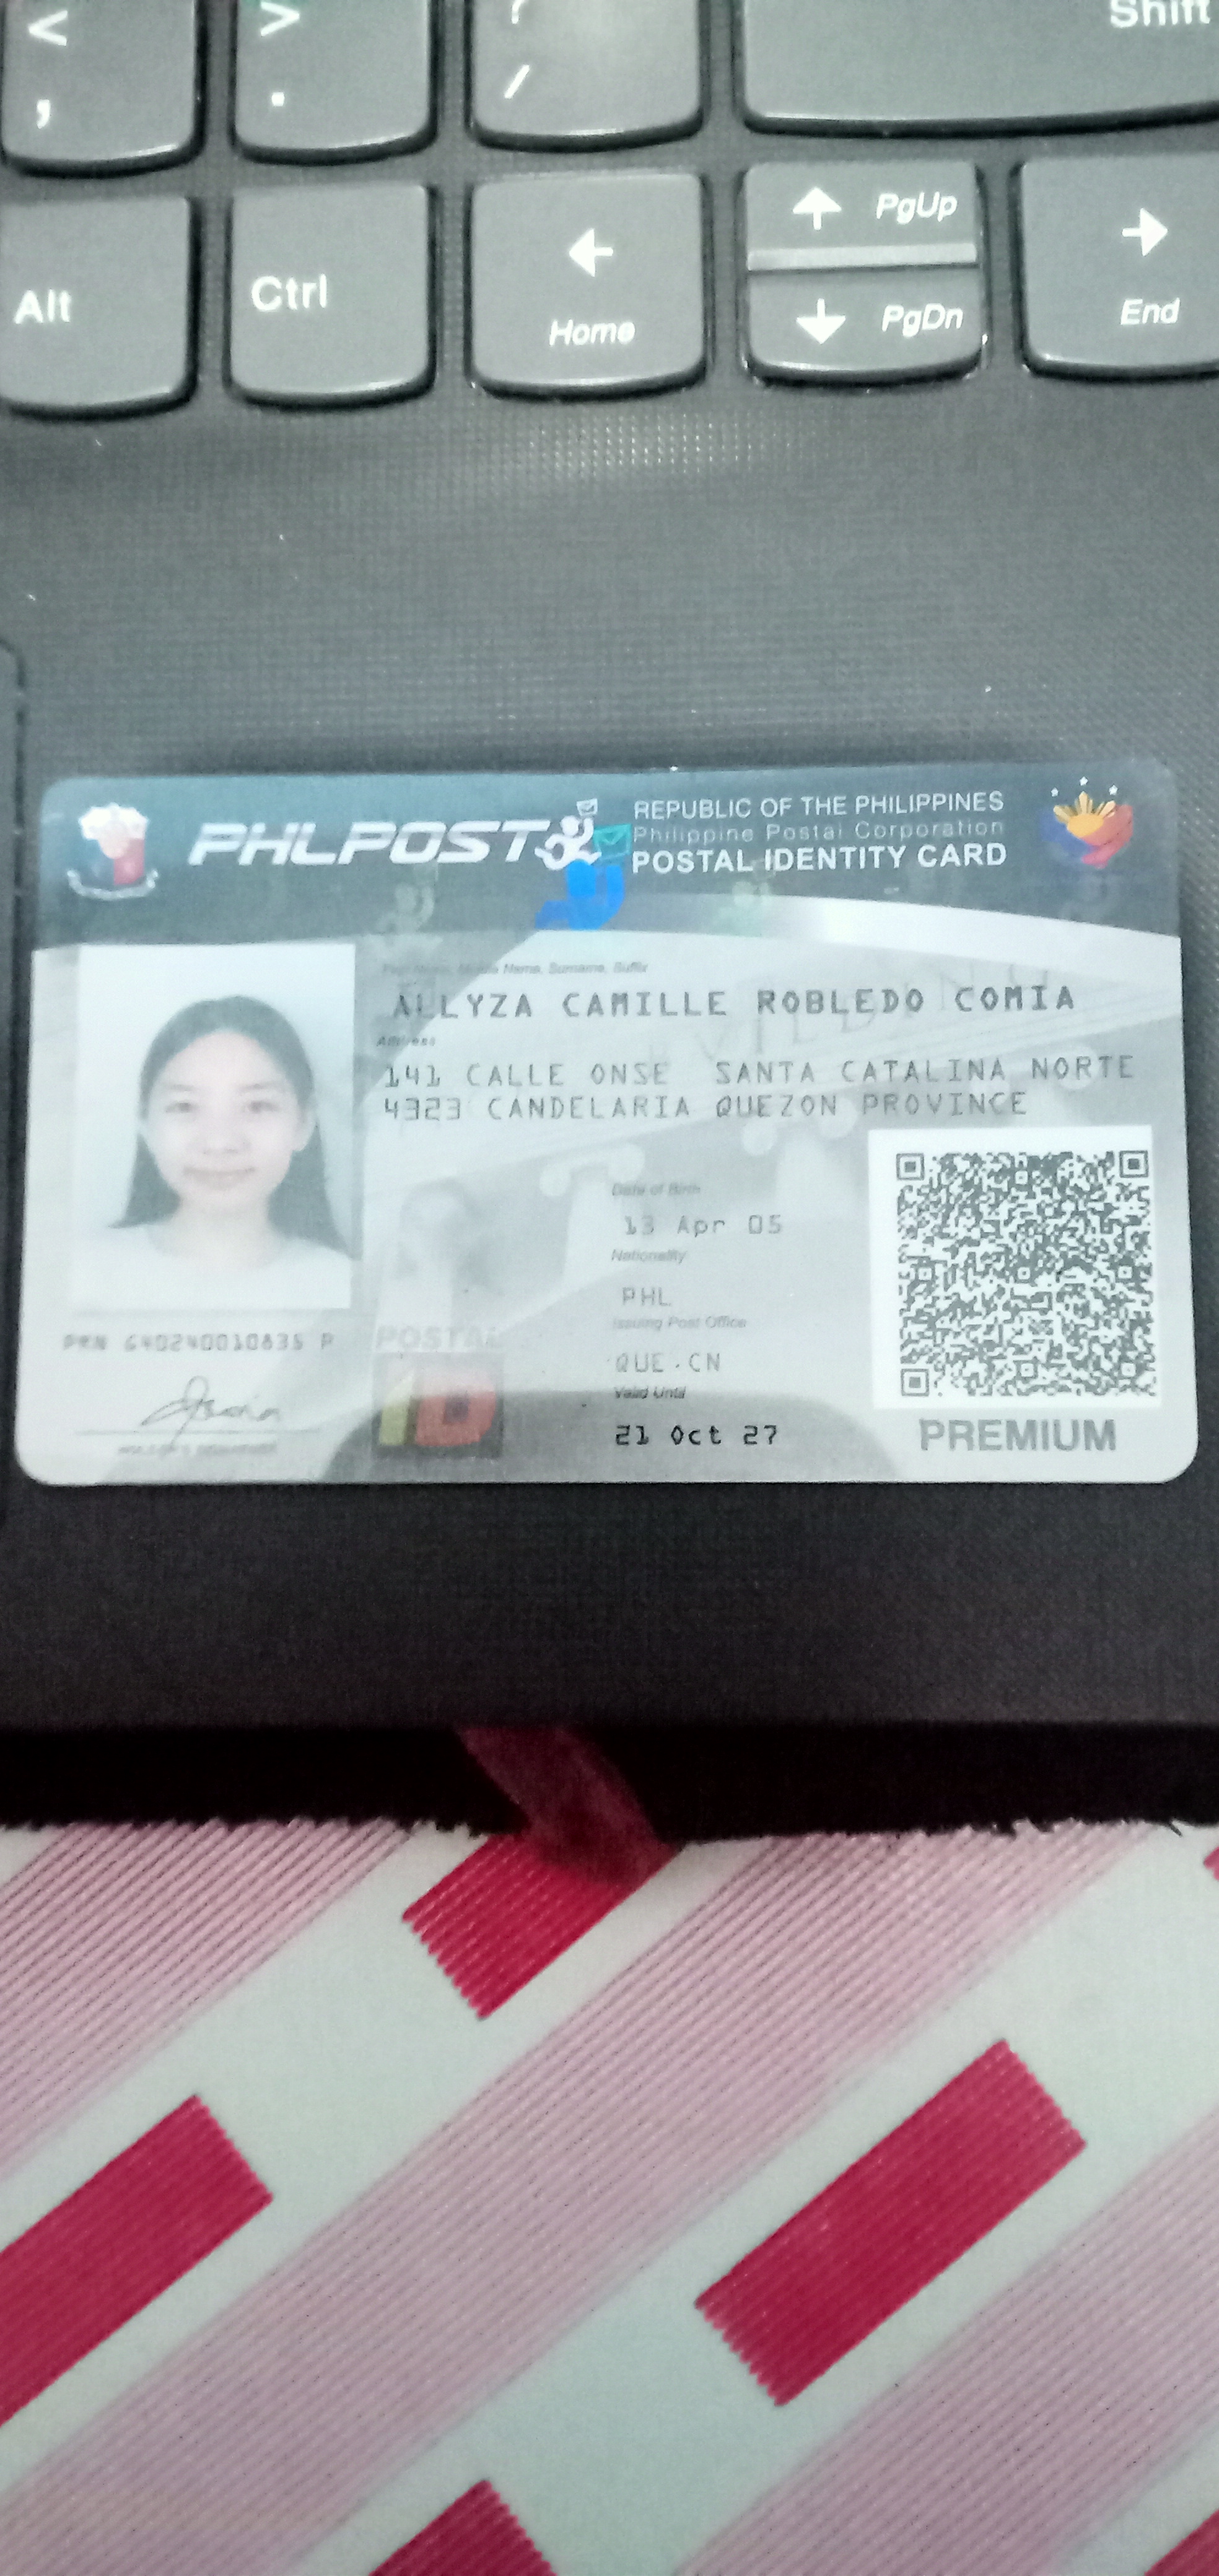 <
,
>
.
?
/
Shift
Alt
Ctrl
Home
PgUp
PgDn
End
PHLPOST
REPUBLIC OF THE PHILIPPINES
Philippine Postal Corporation
POSTAL IDENTITY CARD
First Name, Middle Name, Surname, Suffix
ALLYZA CAMILLE ROBLEDO COMIA
Address
141 CALLE ONSE SANTA CATALINA NORTE
4323 CANDELARIA QUEZON PROVINCE
Date of Birth
13 Apr 05
Nationality
PHL
Issuing Post Office
QUE.CN
Valid Until
21 Oct 27
PRN 640240010835 P
POSTAL
ID
PREMIUM